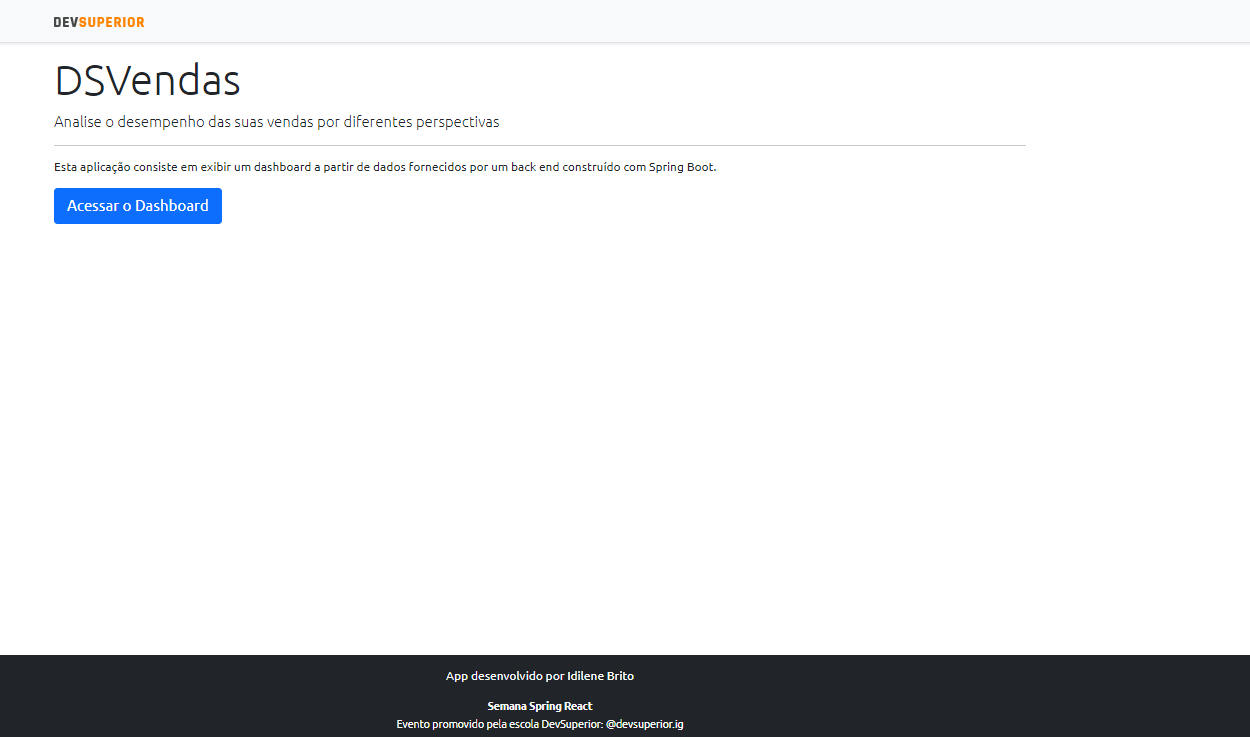 DEVSUPERIOR
DSVendas
Analise o desempenho das suas vendas por diferentes perspectivas
Esta aplicação consiste em exibir um dashboard a partir de dados fornecidos por um back end construído com Spring Boot.
Acessar o Dashboard
App desenvolvido por Idilene Brito
Semana Spring React
Evento promovido pela escola DevSuperior: @devsuperior.ig